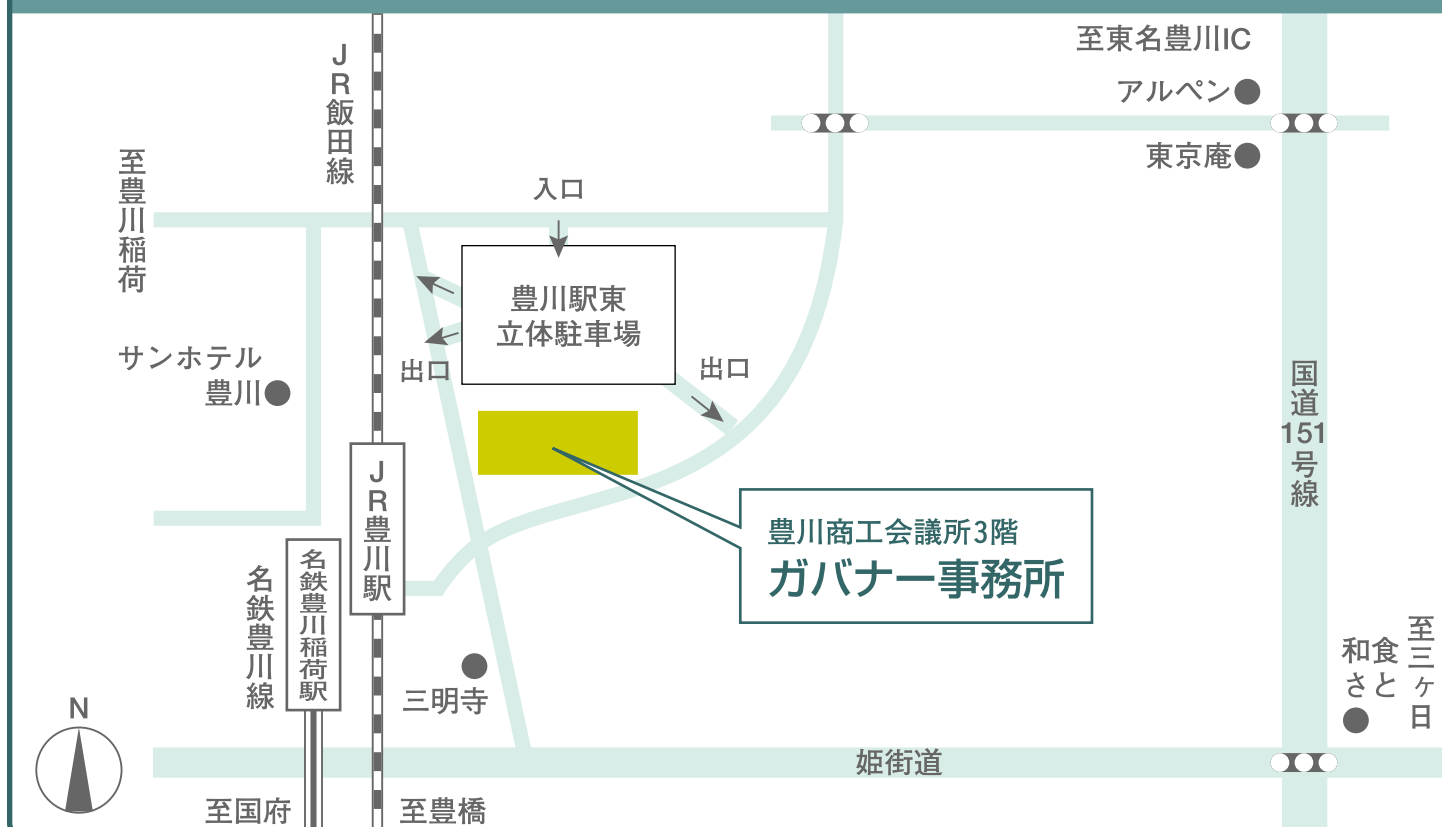 至東名豊川IC
アルペン
東京庵
JR飯田線
至豊川稲荷
入口
豊川駅東
立体駐車場
サンホテル
豊川
出口
出口
国道151号線
JR豊川駅
豊川商工会議所3階
ガバナー事務所
名鉄豊川線
名鉄豊川稲荷駅
三明寺
和食
さと
至三ヶ日
N
姫街道
至国府
至豊橋